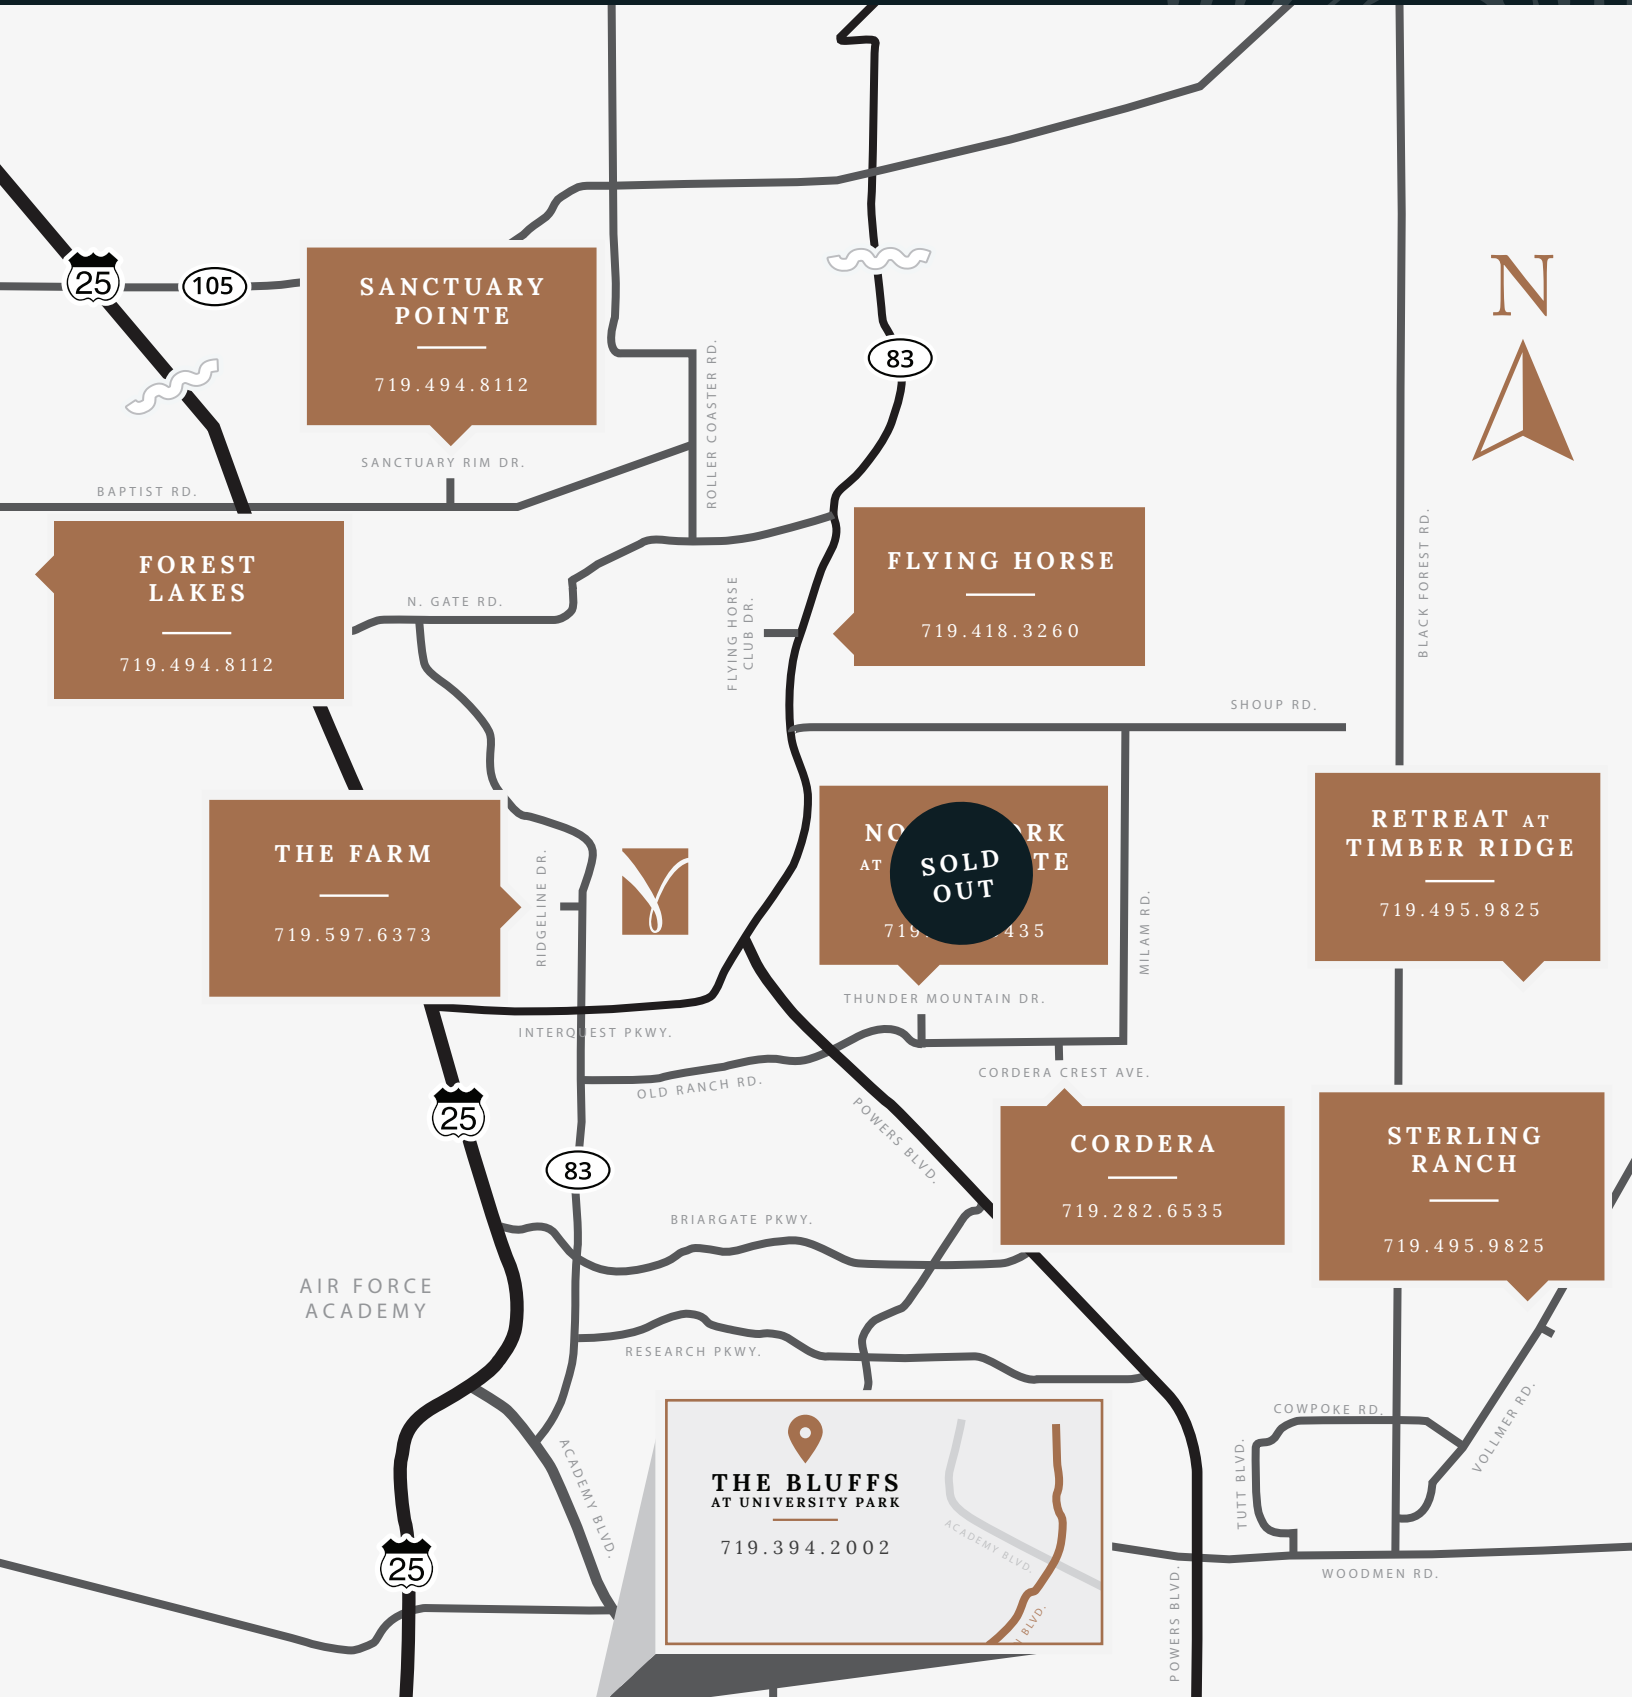 25
105
SANCTUARY
POINTE
719.494.8112
SANCTUARY RIM DR.
ROLLER COASTER RD.
83
N
BAPTIST RD.
FOREST
LAKES
719.494.8112
N. GATE RD.
FLYING HORSE
CLUB DR.
FLYING HORSE
719.418.3260
BLACK FOREST RD.
SHOUP RD.
THE FARM
719.597.6373
RIDGELINE DR.
AT
SOLD
OUT
MILAM RD.
RETREAT AT
TIMBER RIDGE
719.495.9825
THUNDER MOUNTAIN DR.
INTERQUEST PKWY.
OLD RANCH RD.
CORDERA CREST AVE.
25
POWERS BLVD.
83
CORDERA
719.282.6535
STERLING
RANCH
719.495.9825
BRIARGATE PKWY.
AIR FORCE
ACADEMY
RESEARCH PKWY.
ACADEMY BLVD.
THE BLUFFS
AT UNIVERSITY PARK
719.394.2002
ACADEMY BLVD.
BLVD.
COWPOKE RD.
VOLLMER RD.
TUTT BLVD.
25
WOODMEN RD.
POWERS BLVD.